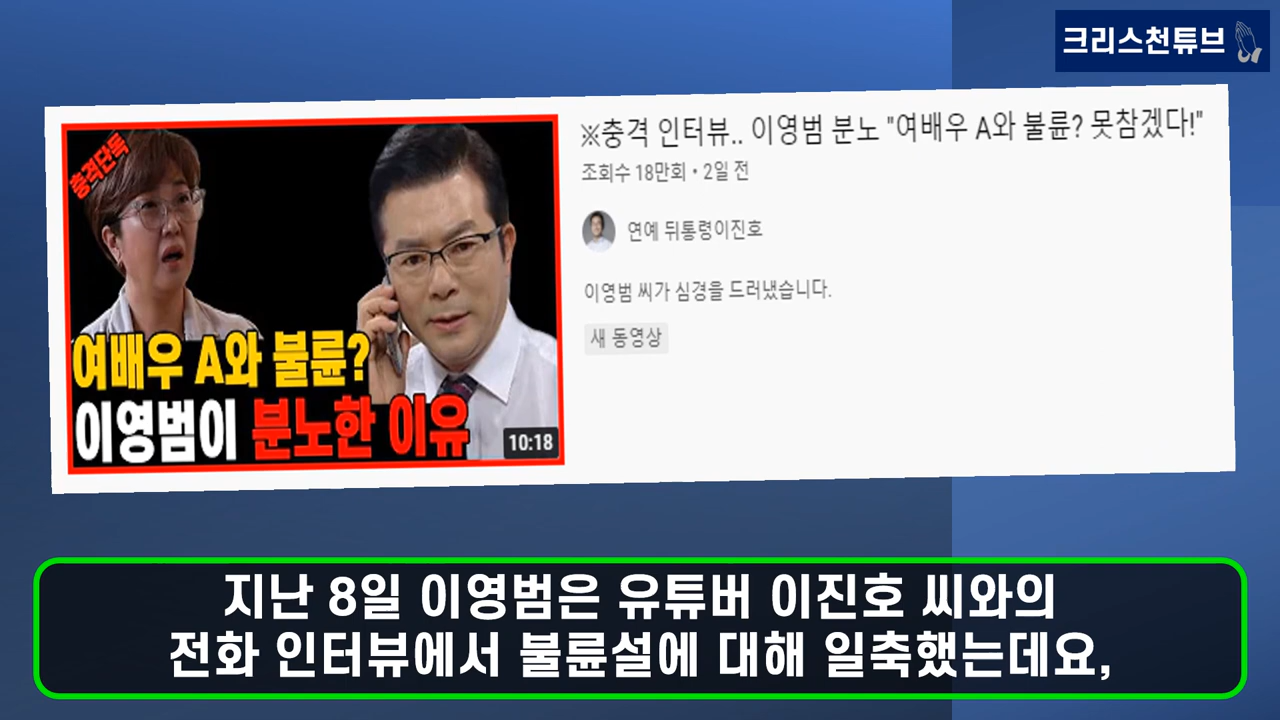 크리스천튜브
충격단독
여배우 A와 불륜?
이영범이 분노한 이유
10:18
※충격 인터뷰.. 이영범 분노 "여배우 A와 불륜? 못참겠다!"
조회수 18만회 • 2일 전
연예 뒤통령이진호
이영범 씨가 심경을 드러냈습니다.
새 동영상
지난 8일 이영범은 유튜버 이진호 씨와의
전화 인터뷰에서 불륜설에 대해 일축했는데요,